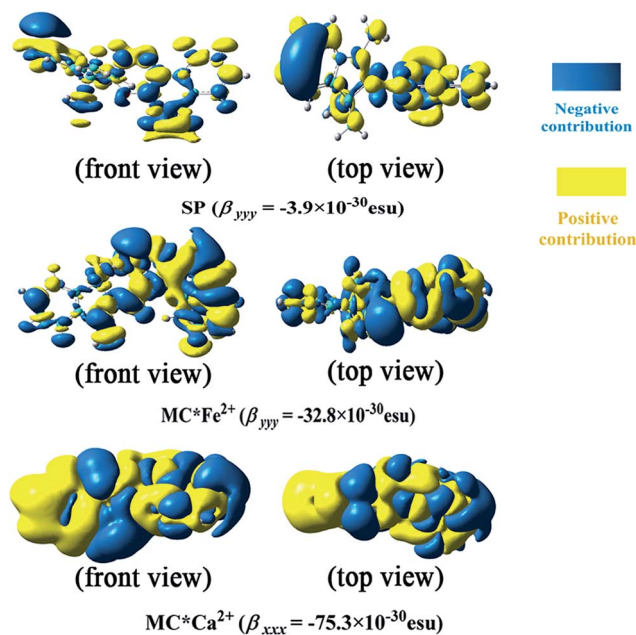 (front view) (top view)
SP (βyyy = -3.9×10⁻³⁰esu)
Negative
contribution
Positive
contribution
(front view) (top view)
MC*Fe²⁺ (βyyy = -32.8×10⁻³⁰esu)
(front view) (top view)
MC*Ca²⁺ (βxxx = -75.3×10⁻³⁰esu)